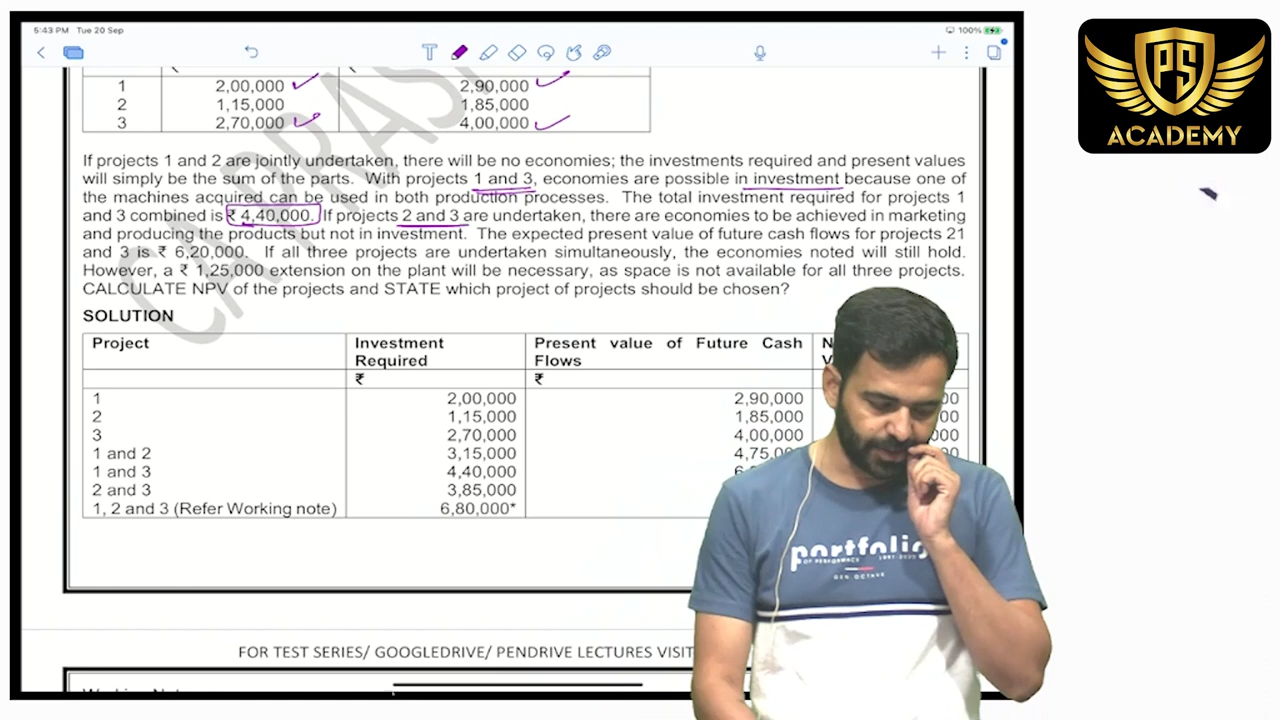 5:43 PM Tue 20 Sep
100%
PS
ACADEMY
1 2,00,000 2,90,000
2 1,15,000 1,85,000
3 2,70,000 4,00,000
If projects 1 and 2 are jointly undertaken, there will be no economies; the investments required and present values
will simply be the sum of the parts. With projects 1 and 3, economies are possible in investment because one of
the machines acquired can be used in both production processes. The total investment required for projects 1
and 3 combined is ₹ 4,40,000. If projects 2 and 3 are undertaken, there are economies to be achieved in marketing
and producing the products but not in investment. The expected present value of future cash flows for projects 21
and 3 is ₹ 6,20,000. If all three projects are undertaken simultaneously, the economies noted will still hold.
However, a ₹ 1,25,000 extension on the plant will be necessary, as space is not available for all three projects.
CALCULATE NPV of the projects and STATE which project of projects should be chosen?
CA PRAS
SOLUTION
Project Investment Present value of Future Cash
Required Flows
₹ ₹
1 2,00,000 2,90,000
2 1,15,000 1,85,000
3 2,70,000 4,00,000
1 and 2 3,15,000 4,75,00
1 and 3 4,40,000
2 and 3 3,85,000
1, 2 and 3 (Refer Working note) 6,80,000*
portfolio
OF PERFORMANCE
GEN. OCTAVE
FOR TEST SERIES/ GOOGLEDRIVE/ PENDRIVE LECTURES VISIT